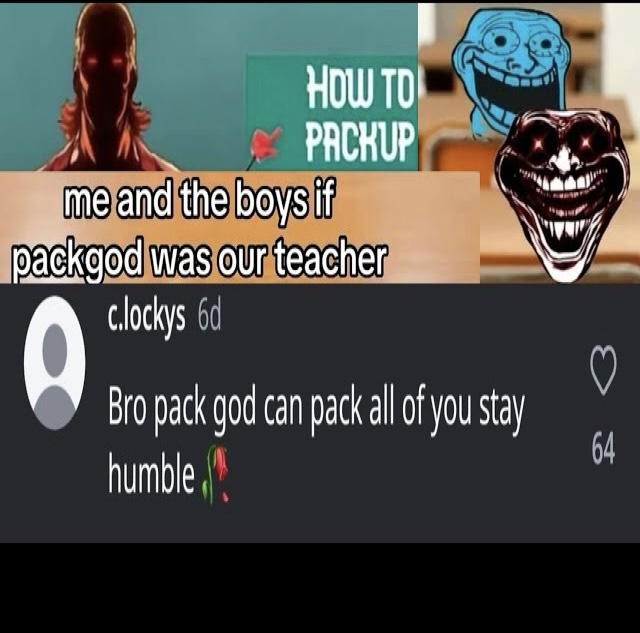 HOW TO
PACKUP
me and the boys if
packgod was our teacher
c.lockys 6d
Bro pack god can pack all of you stay
humble 🥀
64